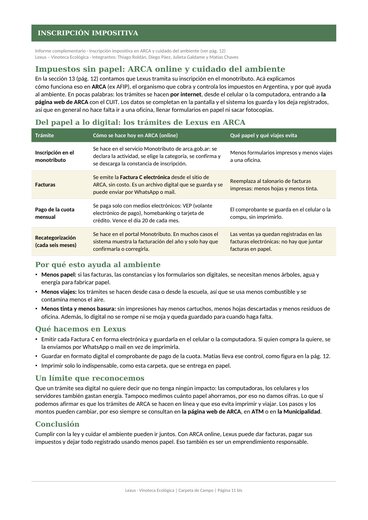 INSCRIPCIÓN IMPOSITIVA
Informe complementario · Inscripción impositiva en ARCA y cuidado del ambiente (sin pág. 12)
Lexus – Vinoteca Ecológica · Integrantes: Thiago Roldán, Diego Páez, Julieta Galdame y Matías Chaves
Impuestos sin papel: ARCA online y cuidado del ambiente
En la sección 13 (pág. 12) contamos que Lexus tramita su inscripción en el monotributo. Acá explicamos
cómo funciona eso en ARCA (ex AFIP), el organismo que cobra y controla los impuestos en Argentina, y por qué ayuda
al ambiente. En pocas palabras: los trámites se hacen por internet, desde el celular o la computadora, entrando a la
página web de ARCA con el CUIT. Los datos se completan en la pantalla y el sistema los guarda y los deja registrados,
así que en general no hace falta ir a una oficina, llenar formularios en papel ni sacar fotocopias.
Del papel a lo digital: los trámites de Lexus en ARCA
Trámite
Cómo se hace hoy en ARCA (online)
Qué papel y qué viajes evita
Inscripción en el
monotributo
Se hace en el servicio Monotributo de arca.gob.ar: se
declara la actividad, se elige la categoría, se confirma y
se descarga la constancia de inscripción.
Menos formularios impresos y menos viajes
a una oficina.
Facturas
Se emite la Factura C electrónica desde el sitio de
ARCA, sin costo. Es un archivo digital que se guarda y se
puede enviar por WhatsApp o mail.
Reemplaza al talonario de facturas
impresas: menos hojas y menos tinta.
Pago de la cuota
mensual
Se paga solo con medios electrónicos: VEP (volante
electrónico de pago), homebanking o tarjeta de
crédito. Vence el día 20 de cada mes.
El comprobante se guarda en el celular o la
compu, sin imprimirlo.
Recategorización
(cada seis meses)
Se hace en el portal Monotributo. En muchos casos el
sistema muestra la facturación del año y solo hay que
confirmarla o corregirla.
Las ventas ya quedan registradas en las
facturas electrónicas: no hay que juntar
facturas en papel.
Por qué esto ayuda al ambiente
• Menos papel: si las facturas, las constancias y los formularios son digitales, se necesitan menos árboles, agua y
energía para fabricar papel.
• Menos viajes: los trámites se hacen desde casa o desde la escuela, así que se usa menos combustible y se
contamina menos el aire.
• Menos tinta y menos basura: sin impresiones hay menos cartuchos, menos hojas descartadas y menos residuos de
oficina. Además, lo digital no se rompe ni se moja y queda guardado para cuando haga falta.
Qué hacemos en Lexus
• Emitir cada Factura C en forma electrónica y guardarla en el celular o la computadora. Si quien compra la quiere, se
la enviamos por WhatsApp o mail en vez de imprimirla.
• Guardar en formato digital el comprobante de pago de la cuota. Matías lleva ese control, como figura en la pág. 12.
• Imprimir solo lo indispensable, como esta carpeta, que se entrega en papel.
Un límite que reconocemos
Que un trámite sea digital no quiere decir que no tenga ningún impacto: las computadoras, los celulares y los
servidores también gastan energía. Tampoco medimos cuánto papel ahorramos, por eso no damos cifras. Lo que sí
podemos afirmar es que los trámites de ARCA se hacen en línea y que eso evita imprimir y viajar. Los pasos y los
montos pueden cambiar, por eso siempre se consultan en la página web de ARCA, en ATM o en la Municipalidad.
Conclusión
Cumplir con la ley y cuidar el ambiente pueden ir juntos. Con ARCA online, Lexus puede dar facturas, pagar sus
impuestos y dejar todo registrado usando menos papel. Eso también es ser un emprendimiento responsable.
Lexus – Vinoteca Ecológica | Carpeta de Campo | Página 11 bis